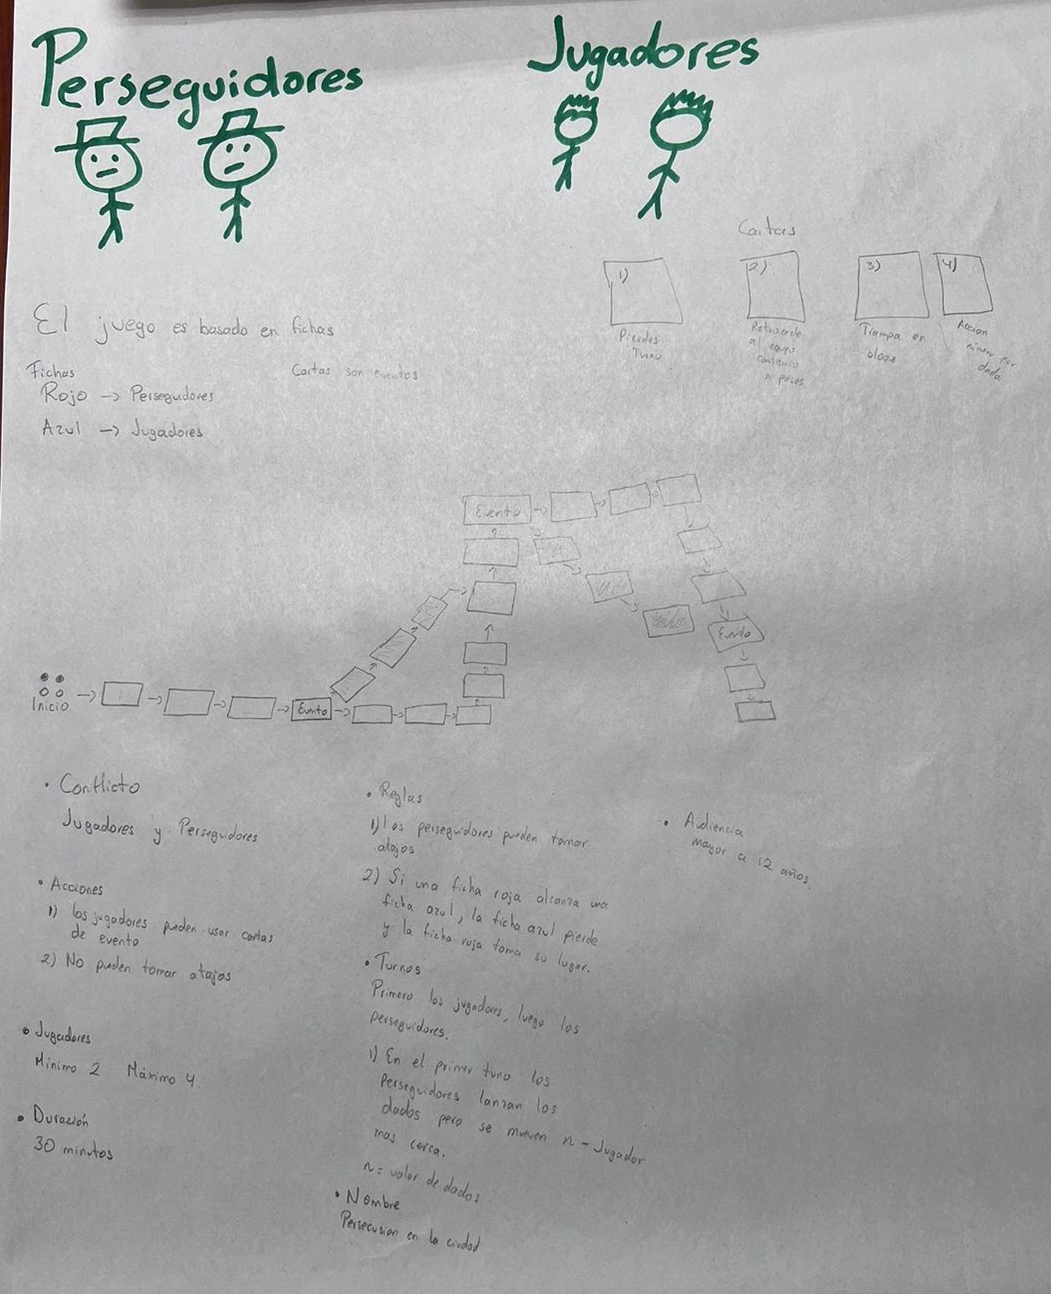 Perseguidores
Jugadores
Cartas
1)
2)
3)
4)
Pierdes
Turno
Retrocede
al equipo
contrario
n pasos
Trampa en
bloqe
Accion
por
dado
El juego es basado en fichas
Fichas
Cartas son eventos
Rojo -> Perseguidores
Azul -> Jugadores
Evento
Evento
Inicio
Evento
• Conflicto
Jugadores y Perseguidores
• Acciones
1) los jugadores pueden usar cartas
de evento
2) No pueden tomar atajos
• Jugadores
Minimo 2 Máximo 4
• Duración
30 minutos
• Reglas
1) los perseguidores pueden tomar
atajos
2) Si una ficha roja alcanza una
ficha azul, la ficha azul pierde
y la ficha roja toma su lugar.
• Turnos
Primero los jugadores, luego los
perseguidores.
1) En el primer tuno los
Perseguidores lanzan los
dados pero se mueven n - Jugador
mas cerca.
n = valor de dados
• Nombre
Persecusion en la ciudad
• Audiencia
mayor a 12 años.